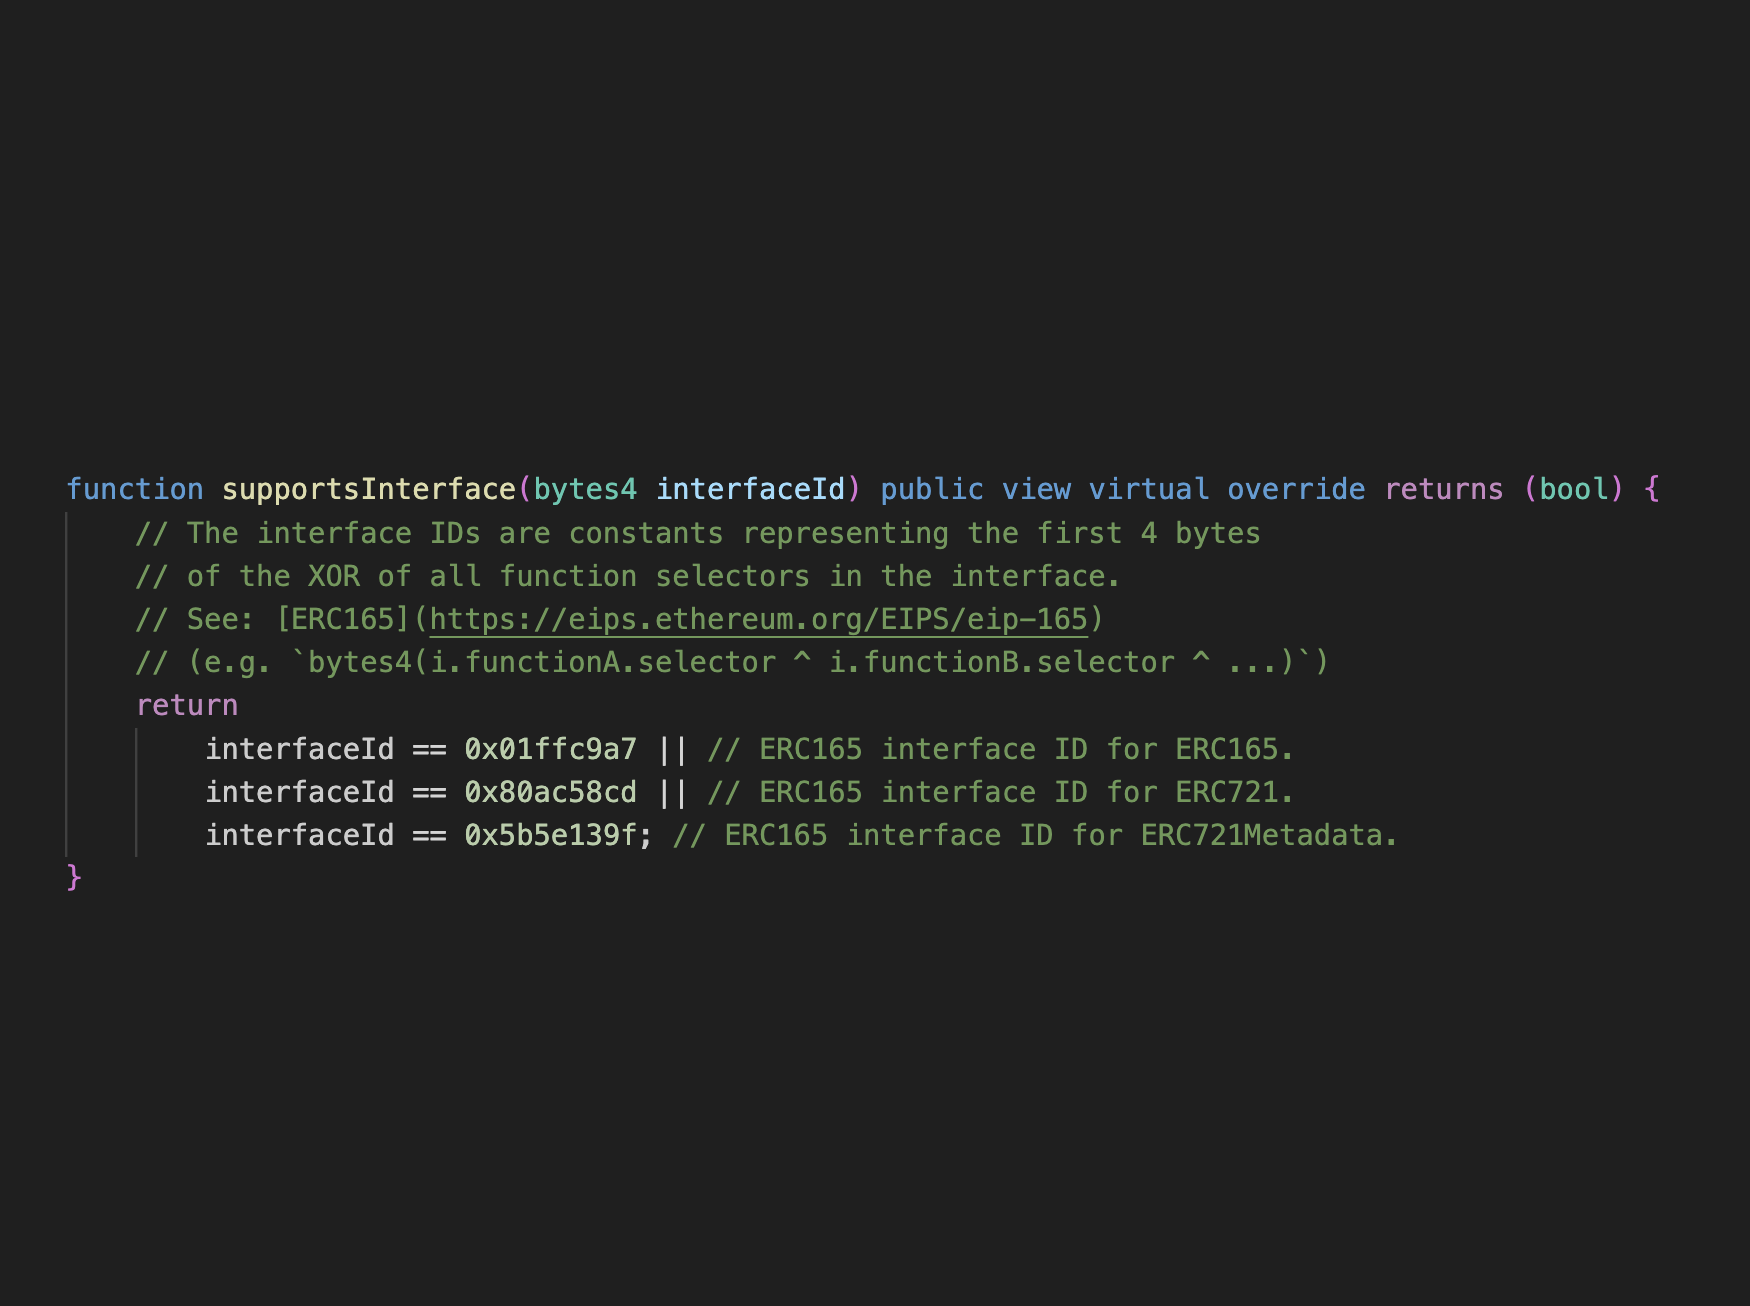 function supportsInterface(bytes4 interfaceId) public view virtual override returns (bool) {
// The interface IDs are constants representing the first 4 bytes
// of the XOR of all function selectors in the interface.
// See: [ERC165](https://eips.ethereum.org/EIPS/eip-165)
// (e.g. `bytes4(i.functionA.selector ^ i.functionB.selector ^ ...)`)
return
interfaceId == 0x01ffc9a7 || // ERC165 interface ID for ERC165.
interfaceId == 0x80ac58cd || // ERC165 interface ID for ERC721.
interfaceId == 0x5b5e139f; // ERC165 interface ID for ERC721Metadata.
}